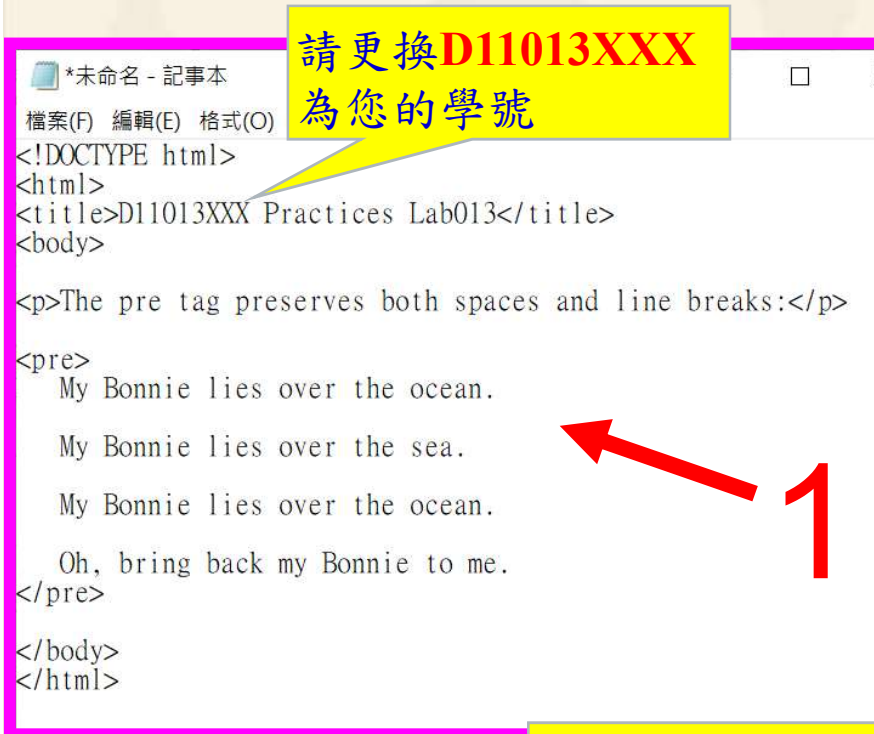 請更換D11013XXX
為您的學號
*未命名 - 記事本
檔案(F) 編輯(E) 格式(O)
<!DOCTYPE html>
<html>
<title>D11013XXX Practices Lab013</title>
<body>
<p>The pre tag preserves both spaces and line breaks:</p>
<pre>
My Bonnie lies over the ocean.
My Bonnie lies over the sea.
My Bonnie lies over the ocean.
Oh, bring back my Bonnie to me.
</pre>
</body>
</html>
1